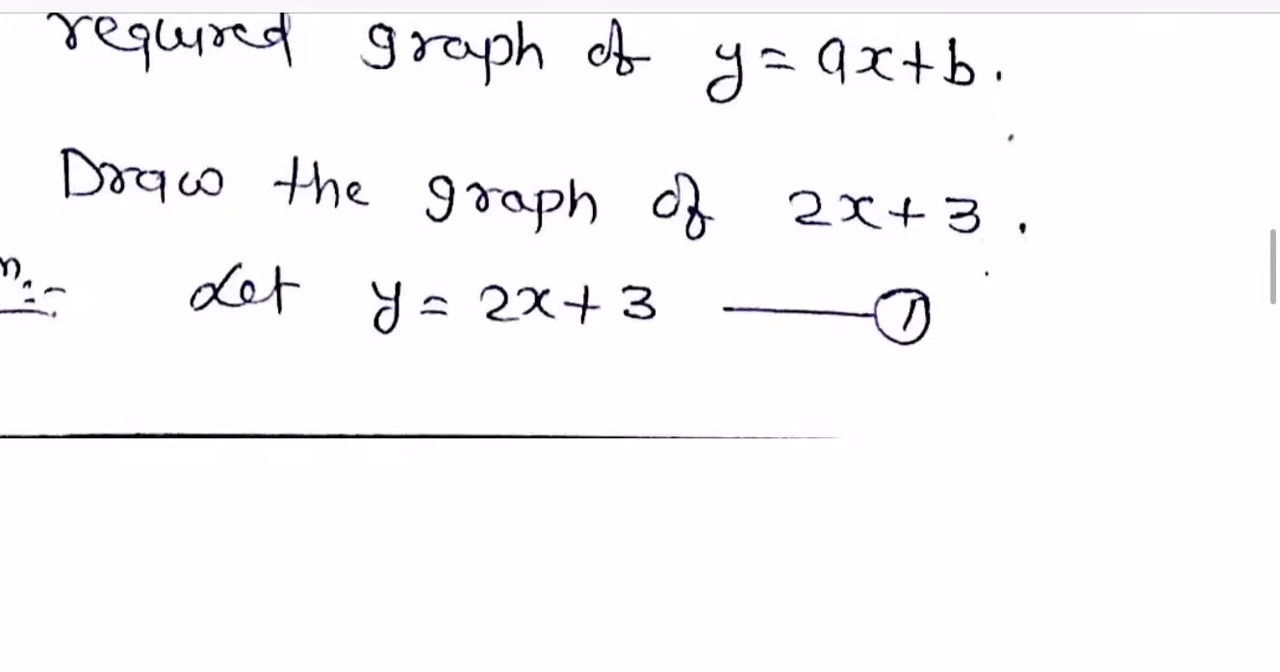 required graph of y = ax+b.
Draw the graph of 2x+3.
n:- Let y = 2x+3 —— ①